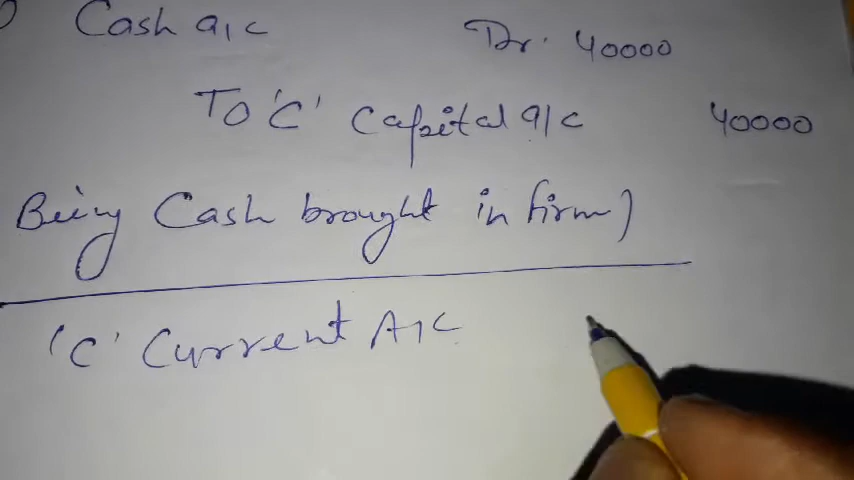 Cash a/c Dr. 40000
To 'C' Capital a/c 40000
Being Cash brought in firm)
'C' Current A/C